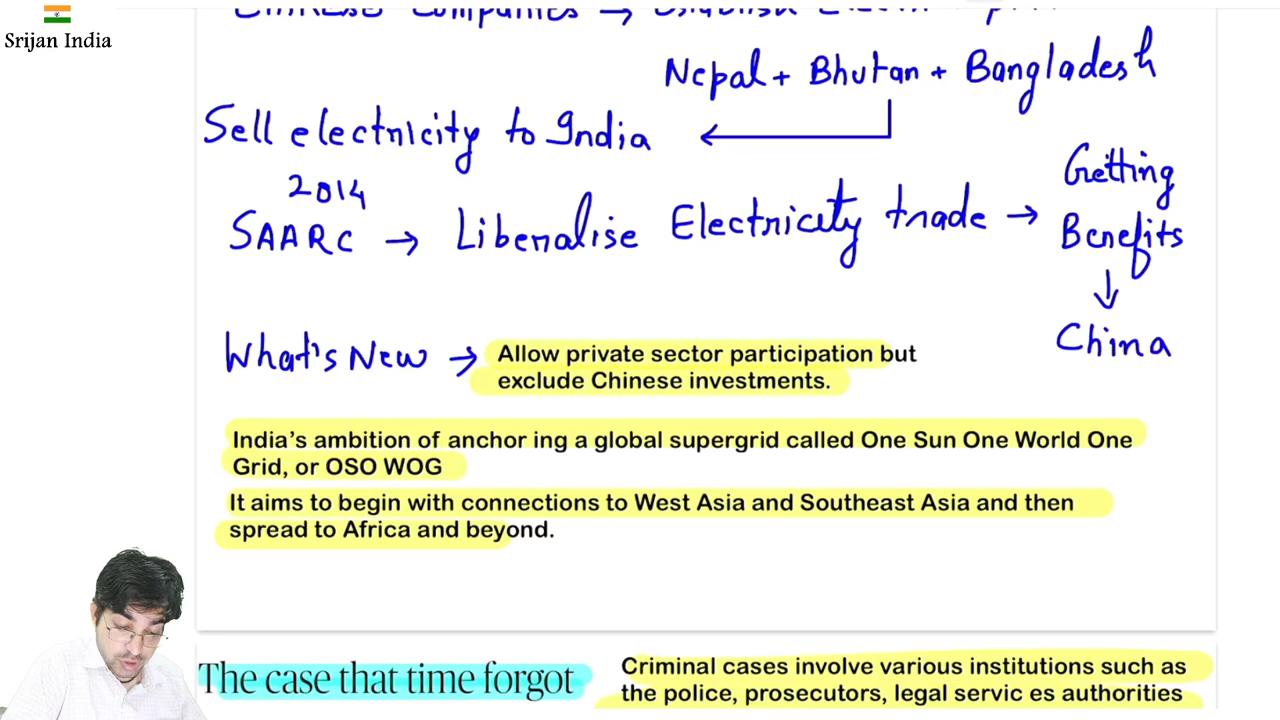 Srijan India
Chinese Companies →
Nepal + Bhutan + Bangladesh
Sell electricity to India ←
2014
SAARC → Liberalise Electricity trade → Getting
Benefits
↓
China
What's New → Allow private sector participation but
exclude Chinese investments.
India's ambition of anchor ing a global supergrid called One Sun One World One
Grid, or OSO WOG
It aims to begin with connections to West Asia and Southeast Asia and then
spread to Africa and beyond.
The case that time forgot
Criminal cases involve various institutions such as
the police, prosecutors, legal servic es authorities